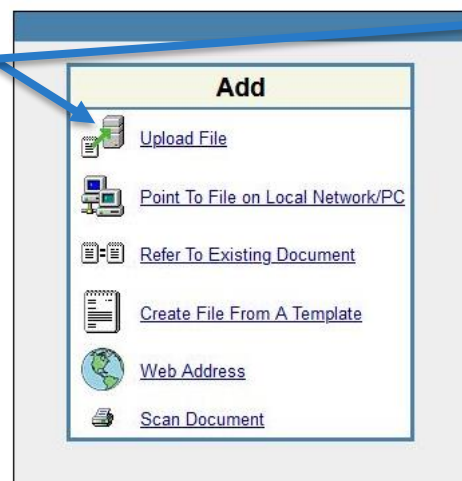 Add
Upload File
Point To File on Local Network/PC
Refer To Existing Document
Create File From A Template
Web Address
Scan Document